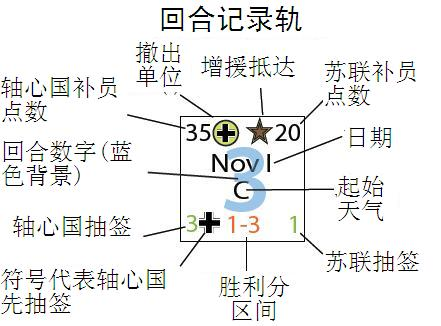 回合记录轨
撤出
单位
增援抵达
轴心国补员
点数
苏联补员
点数
35
20
日期
Nov I
回合数字(蓝
色背景)
3
C
起始
天气
轴心国抽签
3
1-3
1
苏联抽签
符号代表轴心国
先抽签
胜利分
区间